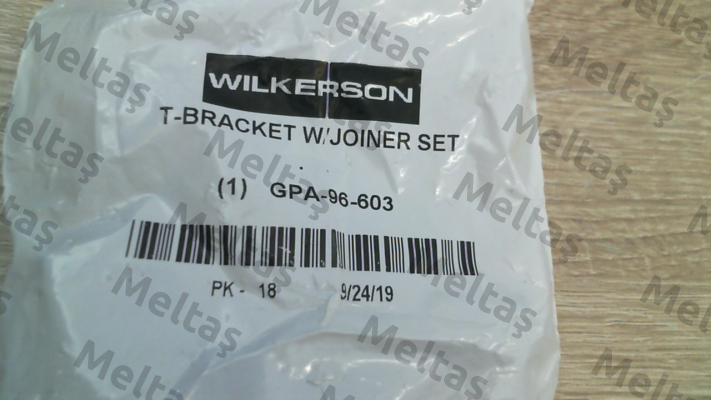 WILKERSON
T-BRACKET W/JOINER SET
(1) GPA-96-603
PK - 18 9/24/19
Meltaş